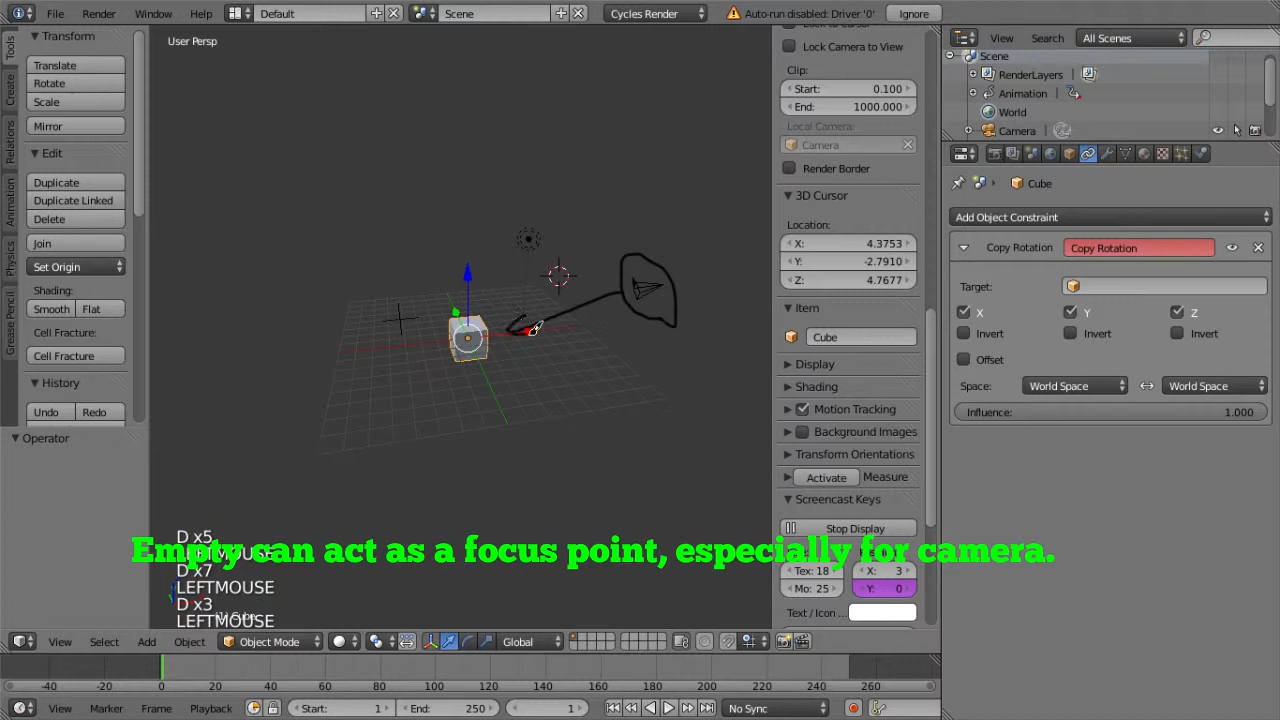 File
Render
Window
Help
Default
Scene
Cycles Render
Auto-run disabled: Driver '0'
Ignore
Tools
Create
Relations
Animation
Physics
Grease Pencil
Transform
Translate
Rotate
Scale
Mirror
Edit
Duplicate
Duplicate Linked
Delete
Join
Set Origin
Shading:
Smooth Flat
Cell Fracture:
Cell Fracture
History
Undo Redo
Operator
User Persp
D x5
LEFTMOUSE
D x7
LEFTMOUSE
D x3
LEFTMOUSE
Empty can act as a focus point, especially for camera.
Lock Camera to View
Clip:
Start: 0.100
End: 1000.000
Local Camera:
Camera
Render Border
3D Cursor
Location:
X: 4.3753
Y: -2.7910
Z: 4.7677
Item
Cube
Display
Shading
Motion Tracking
Background Images
Transform Orientations
Activate Measure
Screencast Keys
Stop Display
Tex: 18 X: 3
Mo: 25 Y: 0
Text / Icon ...
View Search All Scenes
Scene
RenderLayers
Animation
World
Camera
Cube
Add Object Constraint
Copy Rotation Copy Rotation
Target:
X Y Z
Invert Invert Invert
Offset
Space: World Space World Space
Influence: 1.000
View Select Add Object Object Mode Global
-40 -20 0 20 40 60 80 100 120 140 160 180 200 220 240 260
View Marker Frame Playback Start: 1 End: 250 1 No Sync